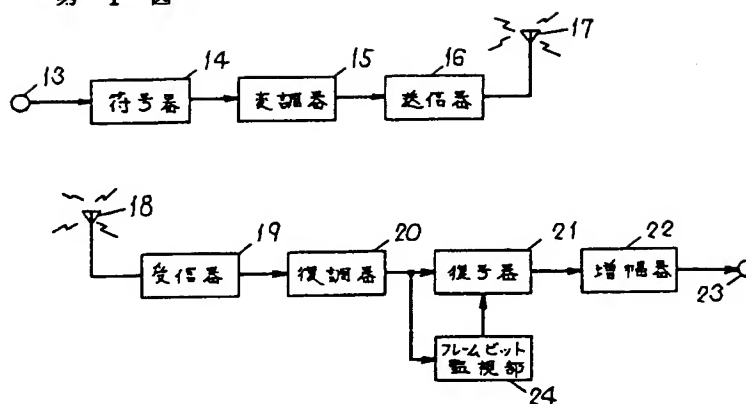 第 1 図
13
14
15
16
17
符号器
変調器
送信器
18
19
20
21
22
受信器
復調器
復号器
増幅器
23
フレームビット
監視部
24